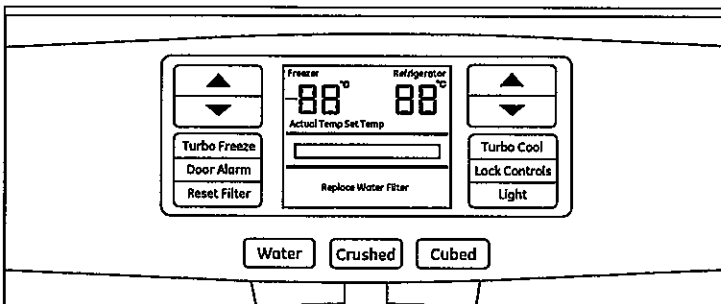 Freezer Refrigerator
-88°C 88°C
Actual Temp Set Temp
Turbo Freeze
Door Alarm
Reset Filter
Replace Water Filter
Turbo Cool
Lock Controls
Light
Water Crushed Cubed